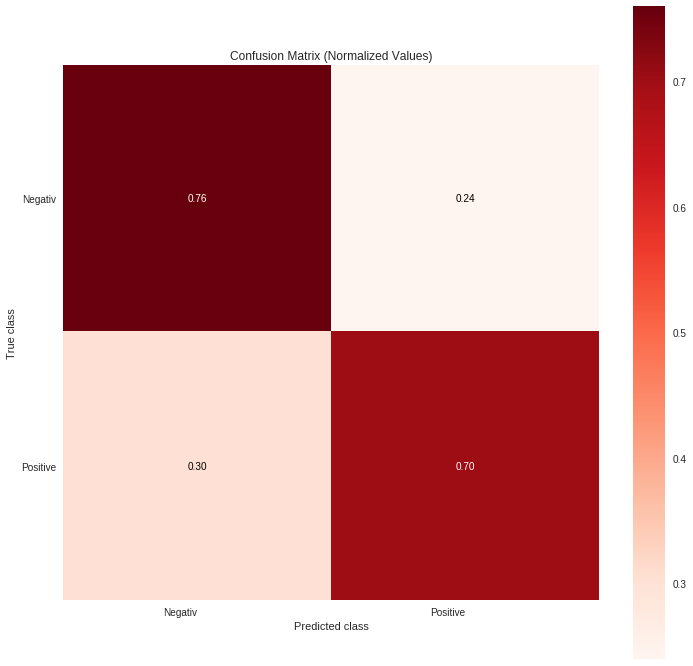 Confusion Matrix (Normalized Values)
0.7
Negativ
0.76
0.24
0.6
0.5
True class
0.4
Positive
0.30
0.70
0.3
Negativ
Positive
Predicted class